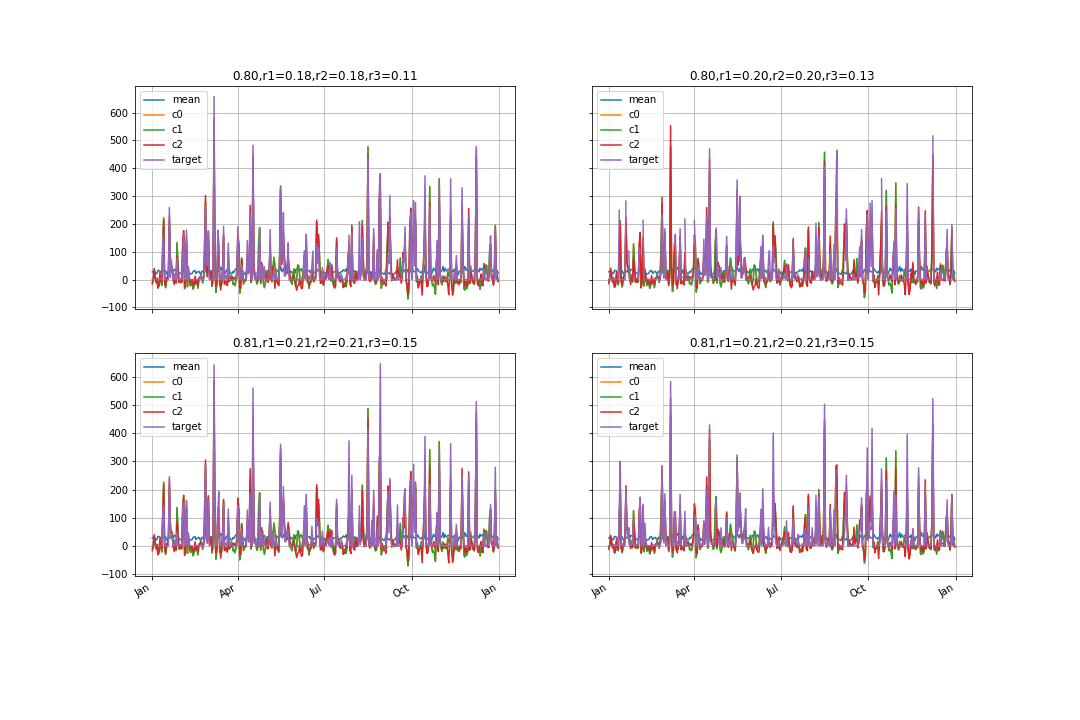 0.80,r1=0.18,r2=0.18,r3=0.11
mean
c0
c1
c2
target
600
500
400
300
200
100
0
−100
0.80,r1=0.20,r2=0.20,r3=0.13
mean
c0
c1
c2
target
0.81,r1=0.21,r2=0.21,r3=0.15
mean
c0
c1
c2
target
600
500
400
300
200
100
0
−100
Jan
Apr
Jul
Oct
Jan
0.81,r1=0.21,r2=0.21,r3=0.15
mean
c0
c1
c2
target
Jan
Apr
Jul
Oct
Jan